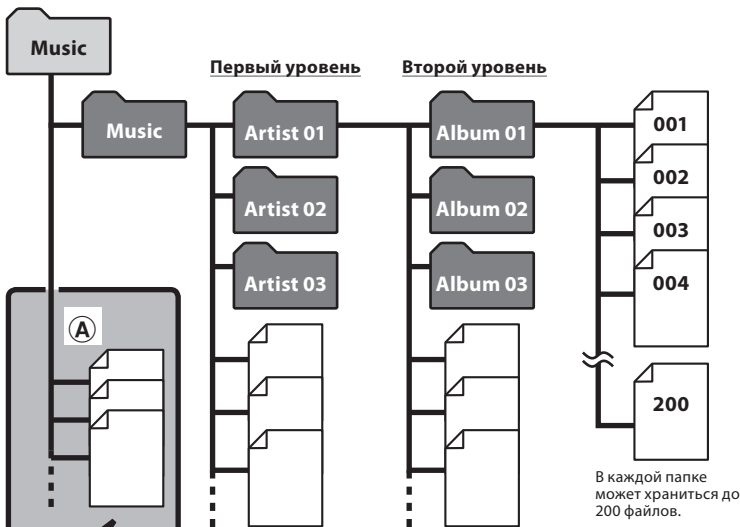 Music
Первый уровень
Второй уровень
Music
Artist 01
Album 01
001
002
003
004
Artist 02
Album 02
Artist 03
Album 03
A
200
В каждой папке
может храниться до
200 файлов.